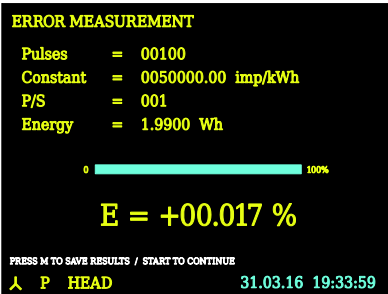 ERROR MEASUREMENT
Pulses = 00100
Constant = 0050000.00 imp/kWh
P/S = 001
Energy = 1.9900 Wh
0 100%
E = +00.017 %
PRESS M TO SAVE RESULTS / START TO CONTINUE
P HEAD 31.03.16 19:33:59